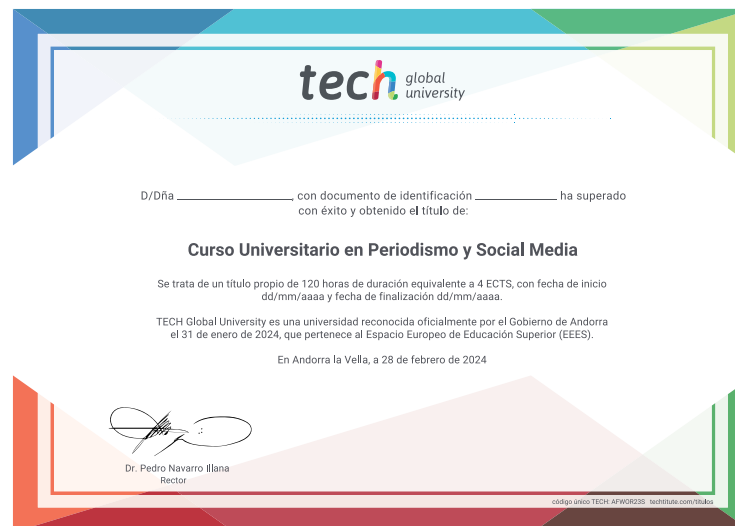 tech global university
D/Dña ____________, con documento de identificación ____________ ha superado
con éxito y obtenido el título de:
Curso Universitario en Periodismo y Social Media
Se trata de un título propio de 120 horas de duración equivalente a 4 ECTS, con fecha de inicio
dd/mm/aaaa y fecha de finalización dd/mm/aaaa.
TECH Global University es una universidad reconocida oficialmente por el Gobierno de Andorra
el 31 de enero de 2024, que pertenece al Espacio Europeo de Educación Superior (EEES).
En Andorra la Vella, a 28 de febrero de 2024
Dr. Pedro Navarro Illana
Rector
código único TECH: AFWOR23S techtitute.com/titulos